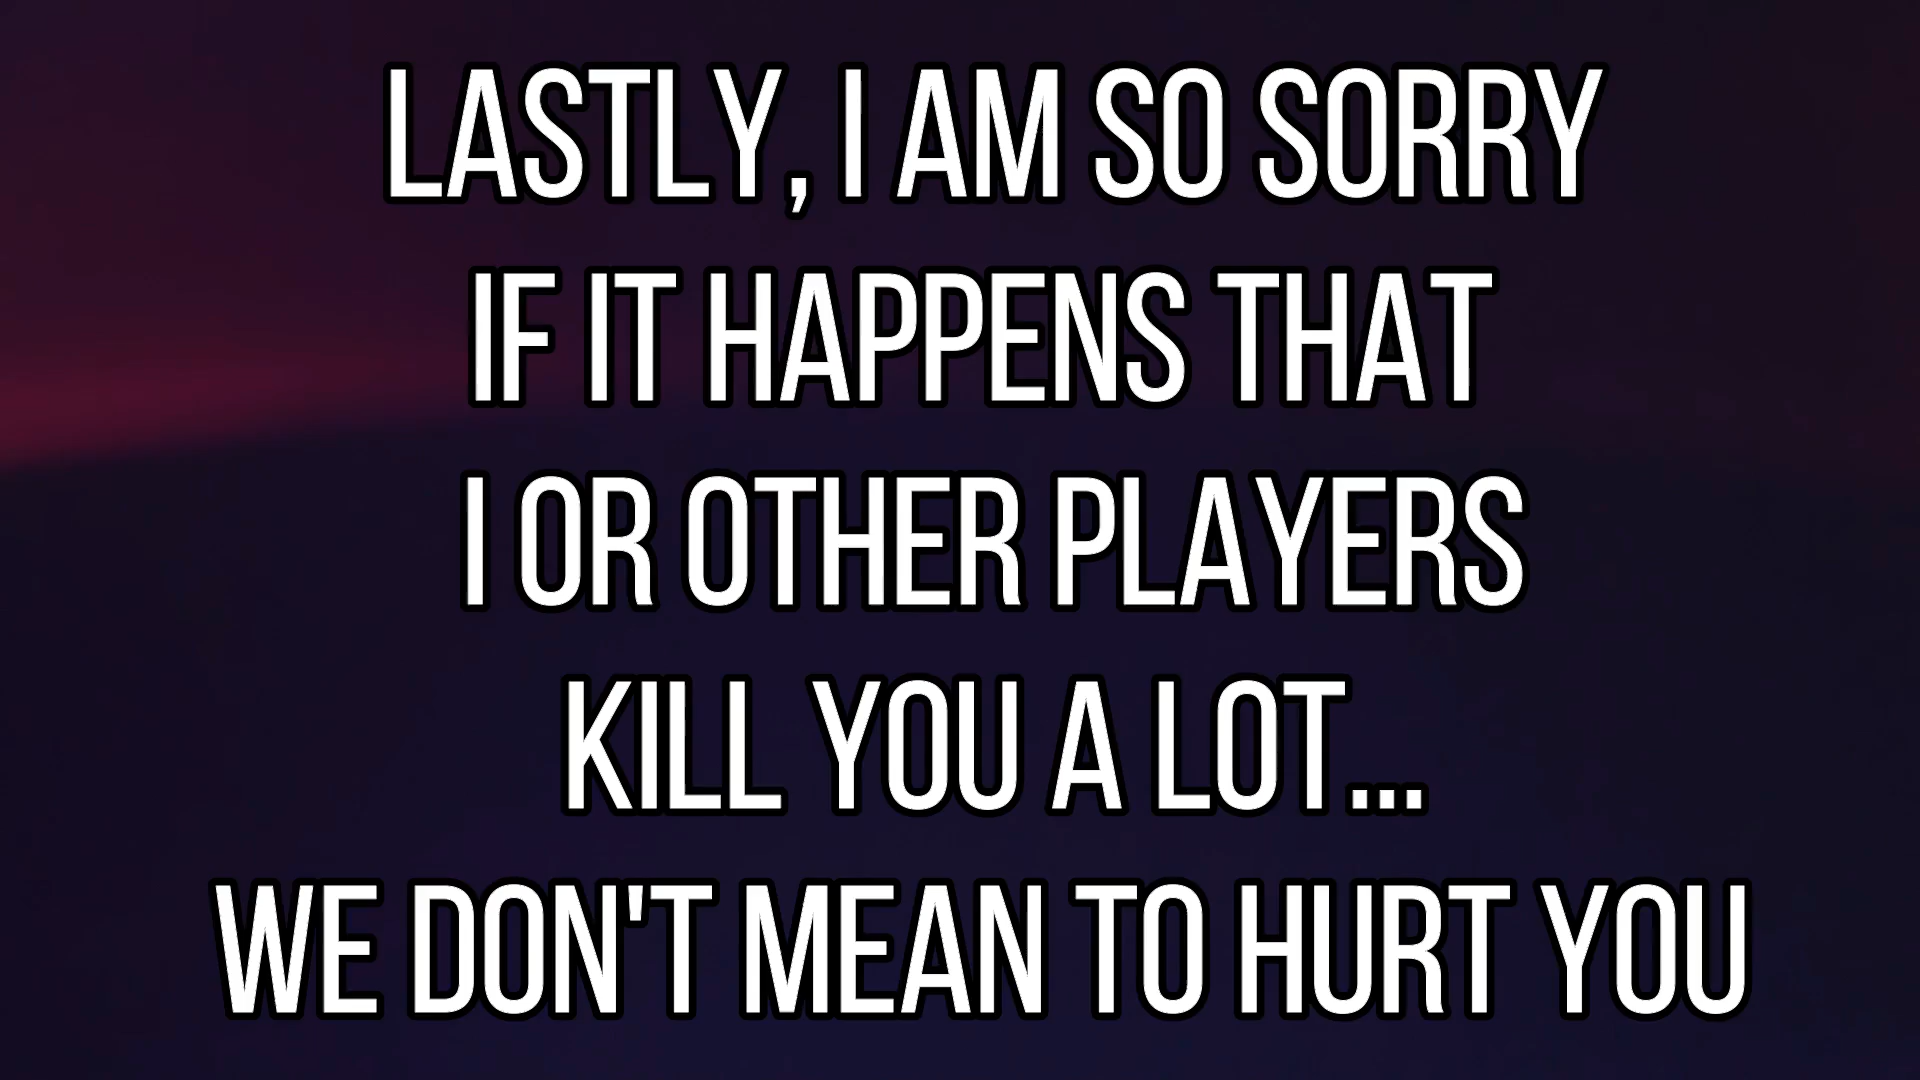 LASTLY, I AM SO SORRY
IF IT HAPPENS THAT
I OR OTHER PLAYERS
KILL YOU A LOT...
WE DON'T MEAN TO HURT YOU